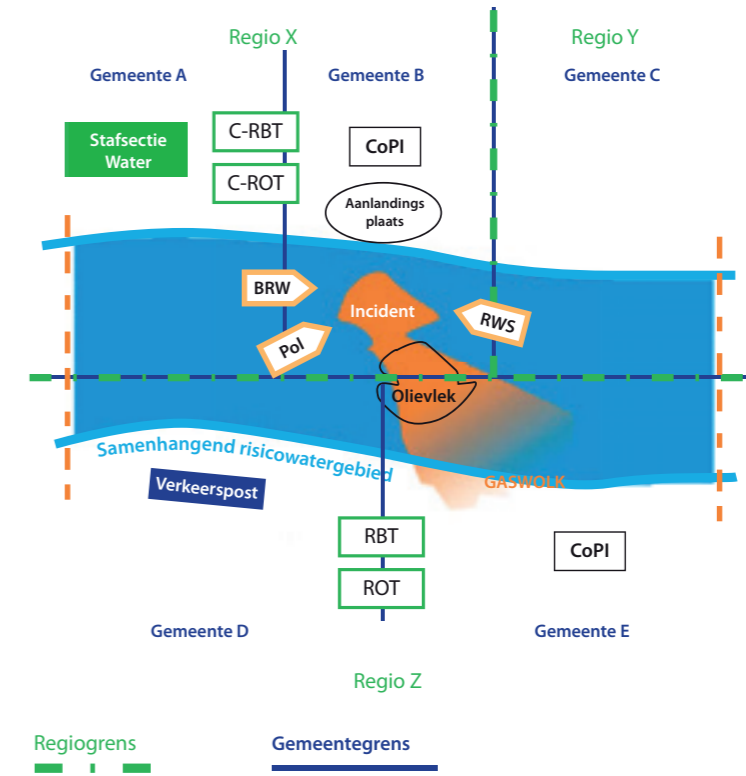 Regio X
Regio Y
Gemeente A
Gemeente B
Gemeente C
Stafsectie
Water
C-RBT
C-ROT
CoPI
Aanlandings
plaats
BRW
Incident
RWS
Pol
Olievlek
Samenhangend risicowatergebied
GASWOLK
Verkeerspost
RBT
ROT
CoPI
Gemeente D
Gemeente E
Regio Z
Regiogrens
Gemeentegrens